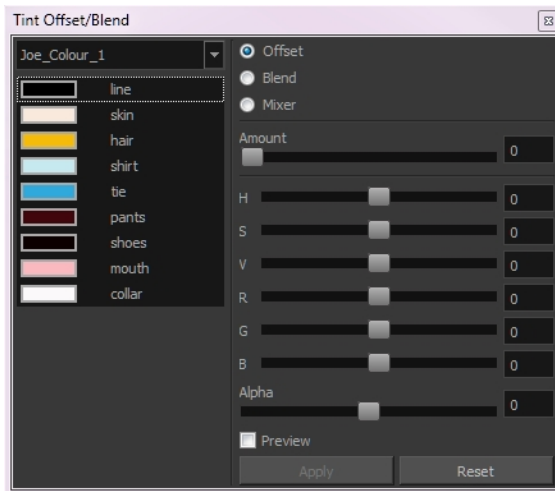 Tint Offset/Blend
Joe_Colour_1
line
skin
hair
shirt
tie
pants
shoes
mouth
collar
Offset
Blend
Mixer
Amount
0
H 0
S 0
V 0
R 0
G 0
B 0
Alpha
0
Preview
Apply Reset